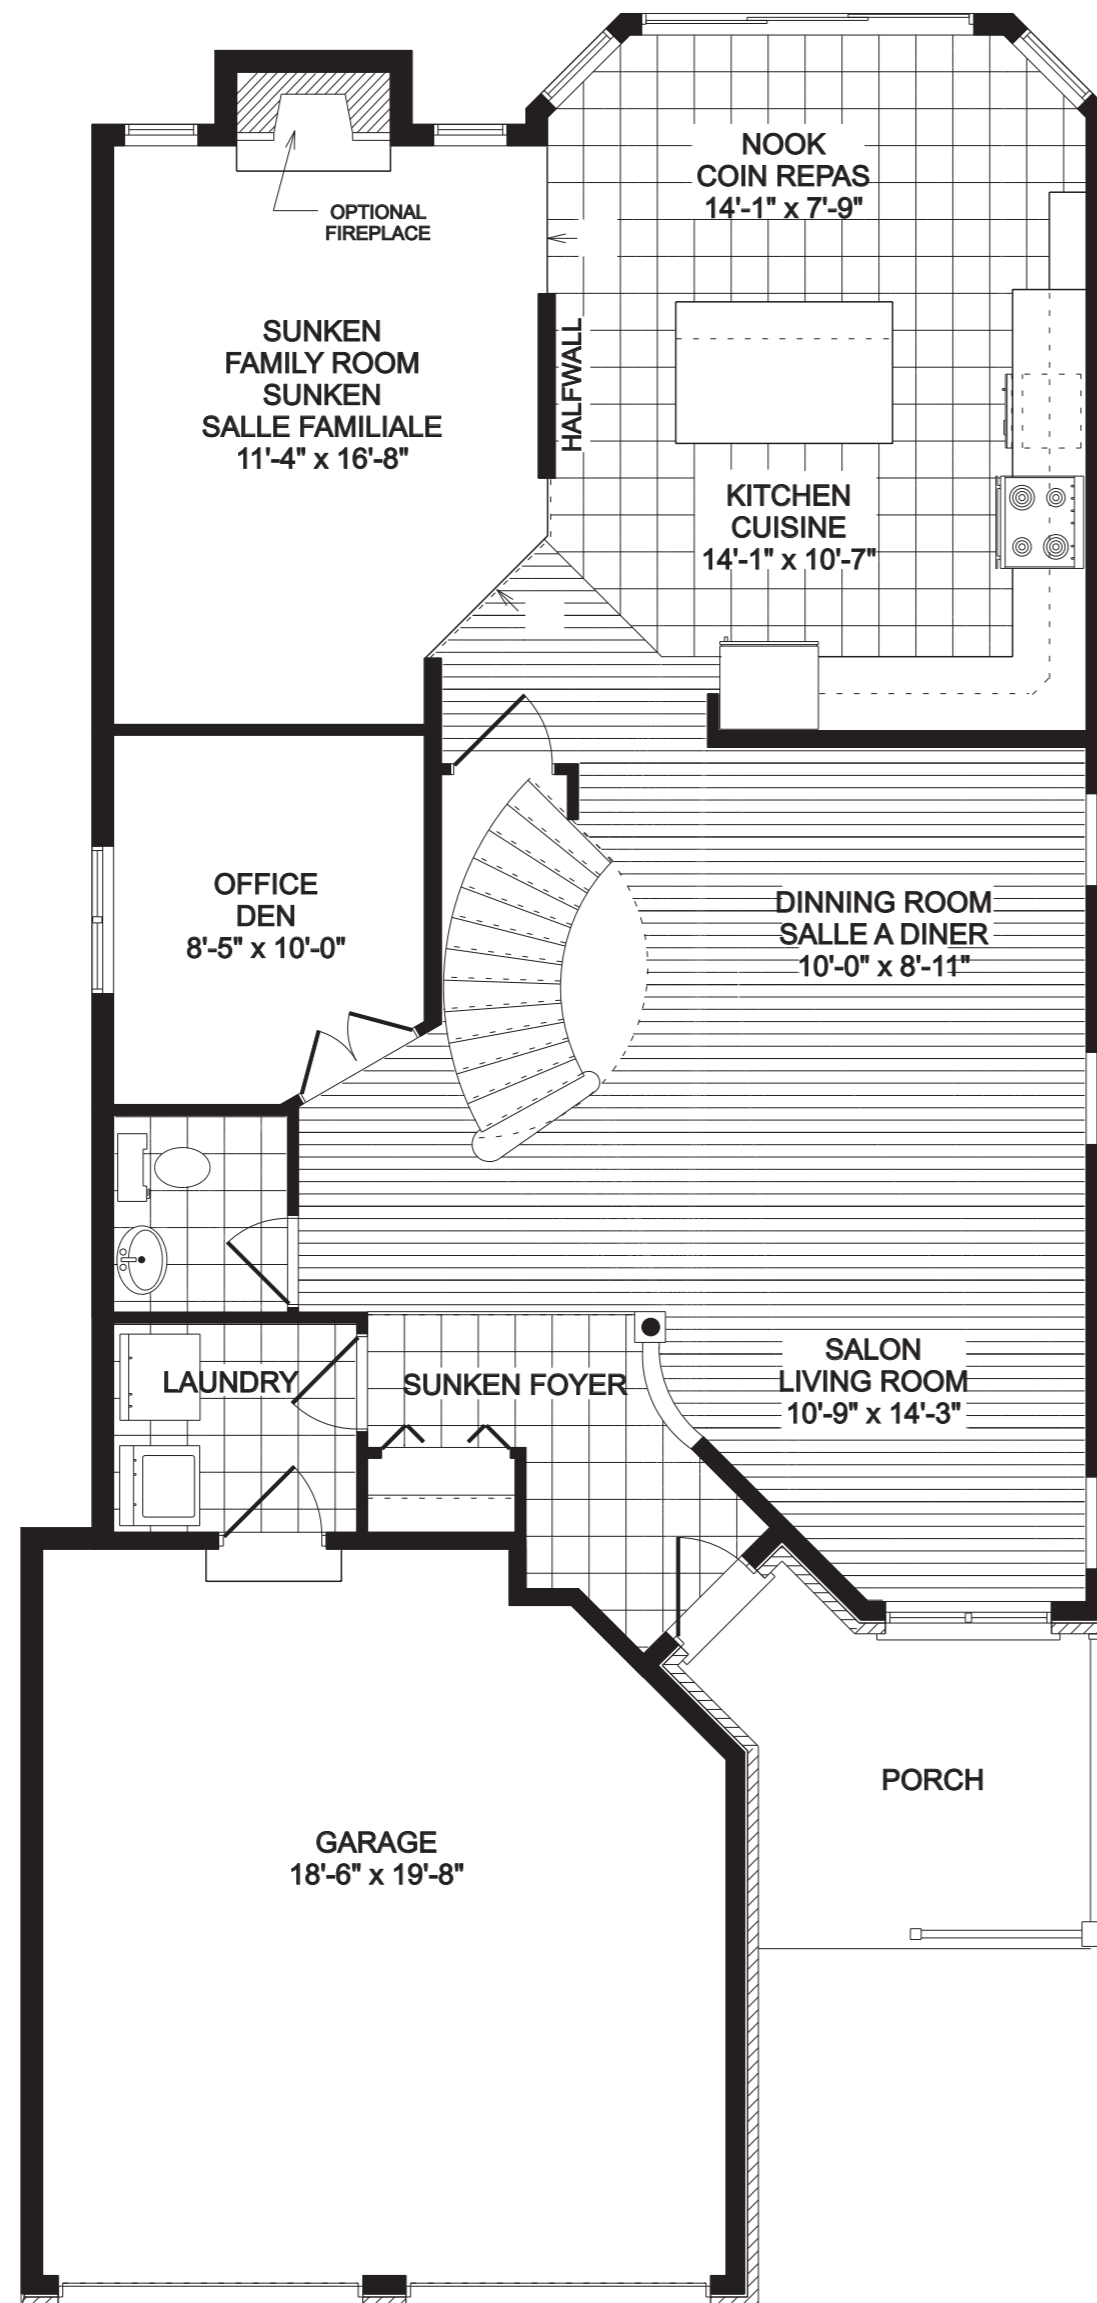 NOOK
COIN REPAS
14'-1" x 7'-9"
OPTIONAL
FIREPLACE
SUNKEN
FAMILY ROOM
SUNKEN
SALLE FAMILIALE
11'-4" x 16'-8"
HALFWALL
KITCHEN
CUISINE
14'-1" x 10'-7"
OFFICE
DEN
8'-5" x 10'-0"
DINNING ROOM
SALLE A DINER
10'-0" x 8'-11"
LAUNDRY
SUNKEN FOYER
SALON
LIVING ROOM
10'-9" x 14'-3"
PORCH
GARAGE
18'-6" x 19'-8"